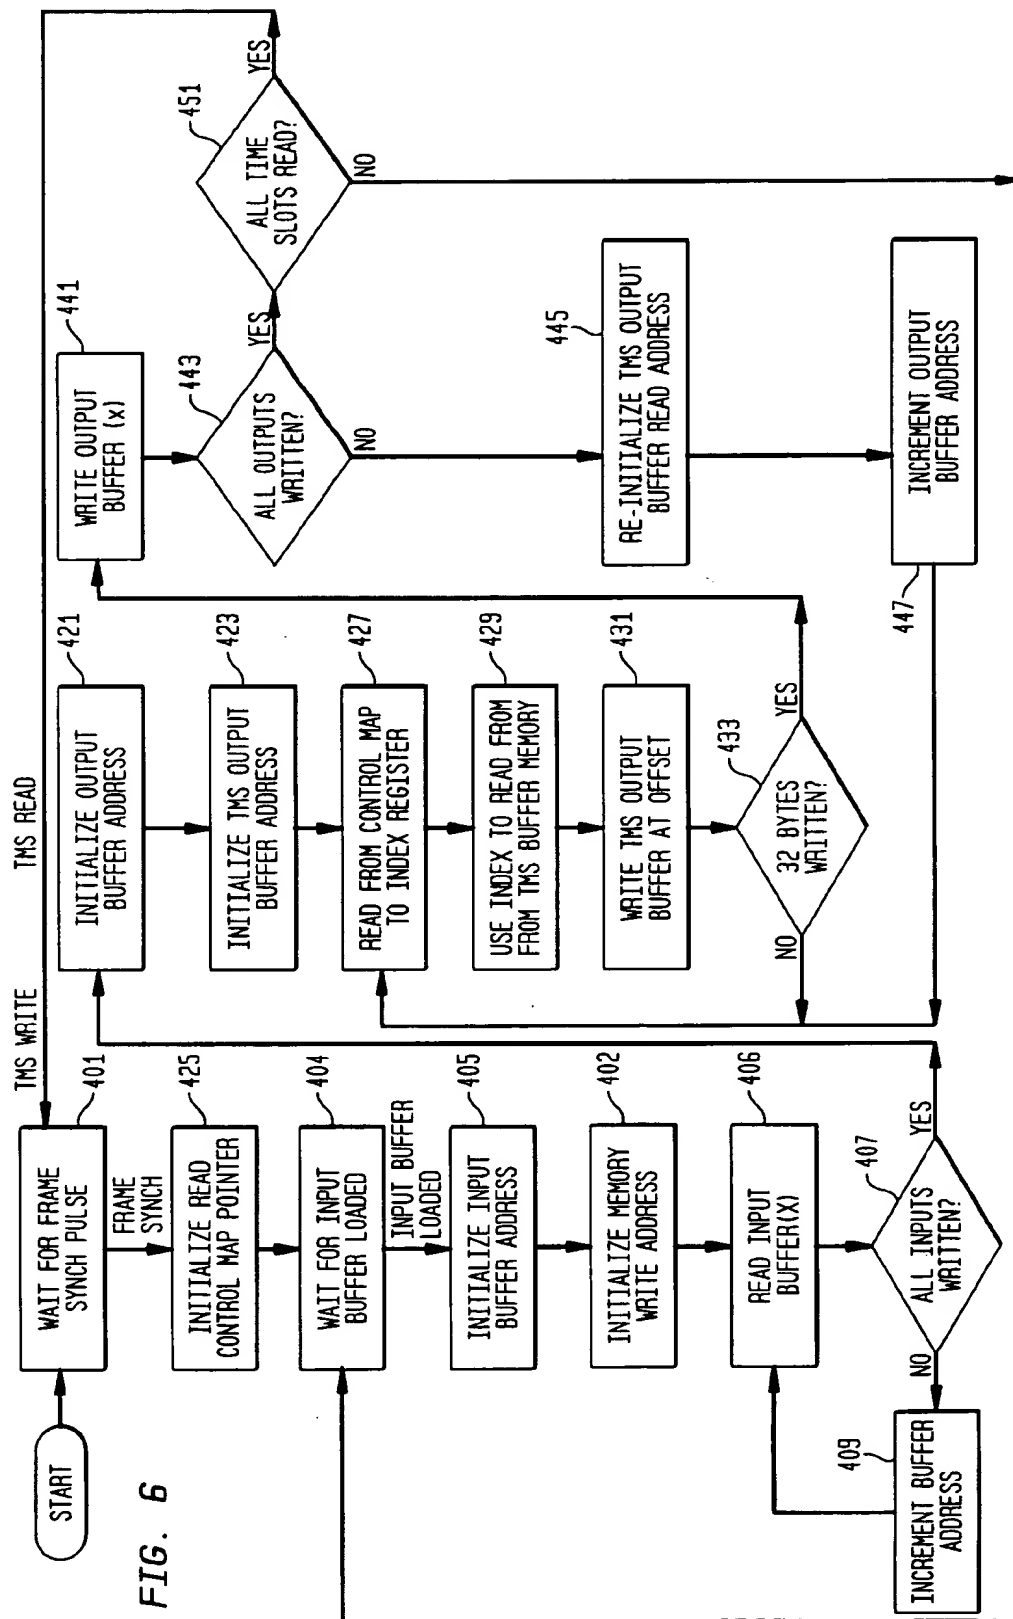 FIG. 6
START
TMS WRITE
TMS READ
WAIT FOR FRAME
SYNCH PULSE
401
FRAME
SYNCH
INITIALIZE READ
CONTROL MAP POINTER
425
WAIT FOR INPUT
BUFFER LOADED
404
INPUT BUFFER
LOADED
INITIALIZE INPUT
BUFFER ADDRESS
405
INITIALIZE MEMORY
WRITE ADDRESS
402
READ INPUT
BUFFER(X)
406
ALL INPUTS
WRITTEN?
407
NO
YES
INCREMENT BUFFER
ADDRESS
409
INITIALIZE OUTPUT
BUFFER ADDRESS
421
INITIALIZE TMS OUTPUT
BUFFER ADDRESS
423
READ FROM CONTROL MAP
TO INDEX REGISTER
427
USE INDEX TO READ FROM
FROM TMS BUFFER MEMORY
429
WRITE TMS OUTPUT
BUFFER AT OFFSET
431
32 BYTES
WRITTEN?
433
NO
YES
WRITE OUTPUT
BUFFER (x)
441
ALL OUTPUTS
WRITTEN?
443
YES
NO
RE-INITIALIZE TMS OUTPUT
BUFFER READ ADDRESS
445
INCREMENT OUTPUT
BUFFER ADDRESS
447
ALL TIME
SLOTS READ?
451
YES
NO